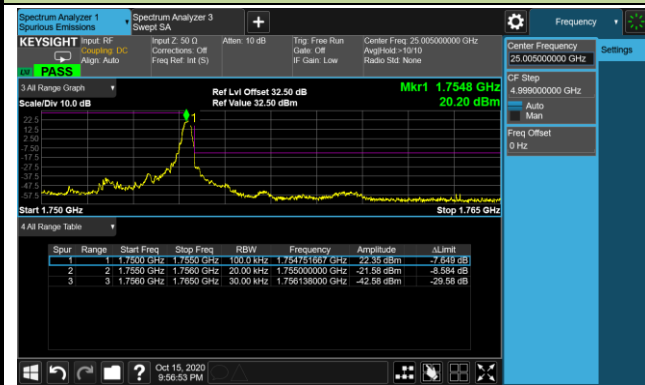 Spectrum Analyzer 1
Spurious Emissions
Spectrum Analyzer 3
Swept SA
Frequency
KEYSIGHT
Input: RF
Coupling: DC
Align: Auto
Input Z: 50 Ω
Corrections: Off
Freq Ref: Int (S)
Atten: 10 dB
Trig: Free Run
Gate: Off
IF Gain: Low
Center Freq: 25.005000000 GHz
Avg|Hold:>10/10
Radio Std: None
PASS
Center Frequency
25.005000000 GHz
Settings
CF Step
4.999000000 GHz
Auto
Man
Freq Offset
0 Hz
3 All Range Graph
Scale/Div 10.0 dB
Ref Lvl Offset 32.50 dB
Ref Value 32.50 dBm
Mkr1 1.7548 GHz
20.20 dBm
1
22.5
12.5
2.50
-7.50
-17.5
-27.5
-37.5
-47.5
-57.5
Start 1.750 GHz
Stop 1.765 GHz
4 All Range Table
Spur Range Start Freq Stop Freq RBW Frequency Amplitude ΔLimit
1 1 1.7500 GHz 1.7550 GHz 100.0 kHz 1.754751667 GHz 22.35 dBm -7.649 dB
2 2 1.7550 GHz 1.7560 GHz 20.00 kHz 1.755000000 GHz -21.58 dBm -8.584 dB
3 3 1.7560 GHz 1.7650 GHz 30.00 kHz 1.756138000 GHz -42.58 dBm -29.58 dB
Oct 15, 2020
9:56:53 PM